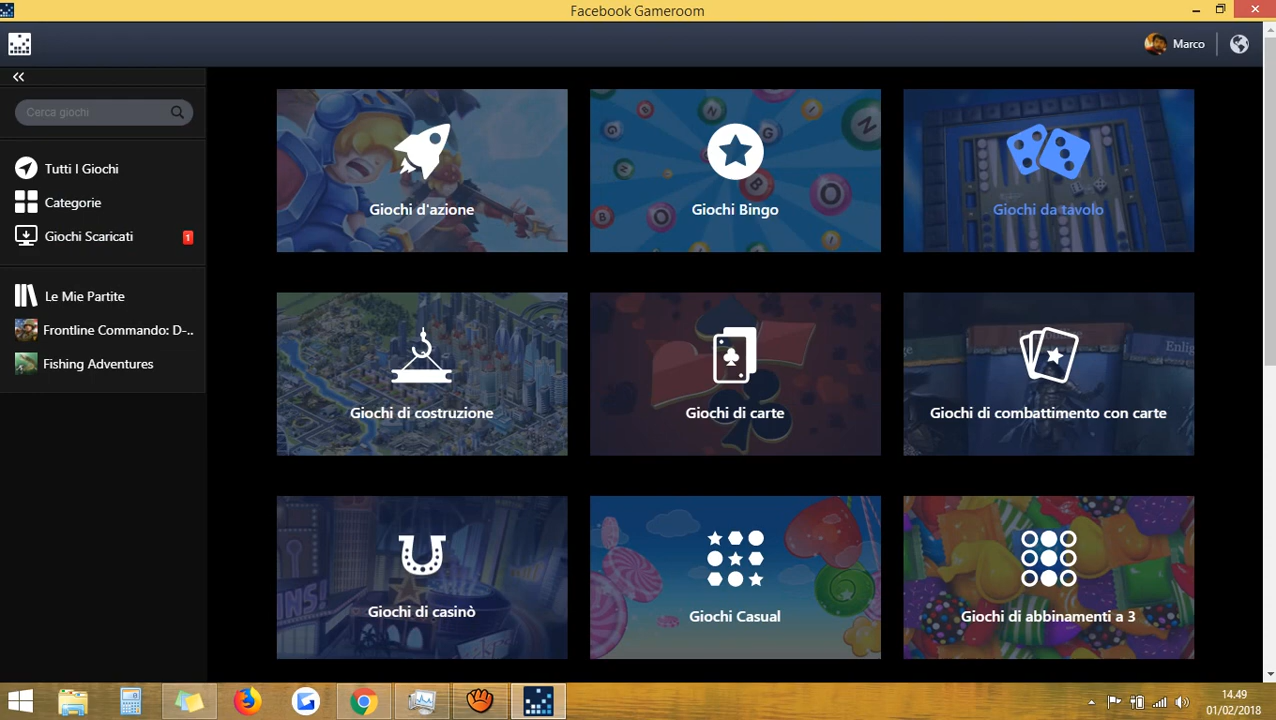 Facebook Gameroom
Marco
Cerca giochi
Tutti I Giochi
Categorie
Giochi Scaricati
1
Le Mie Partite
Frontline Commando: D-..
Fishing Adventures
Giochi d'azione
Giochi Bingo
Giochi da tavolo
Giochi di costruzione
Giochi di carte
Giochi di combattimento con carte
Giochi di casinò
Giochi Casual
Giochi di abbinamenti a 3
14.49
01/02/2018